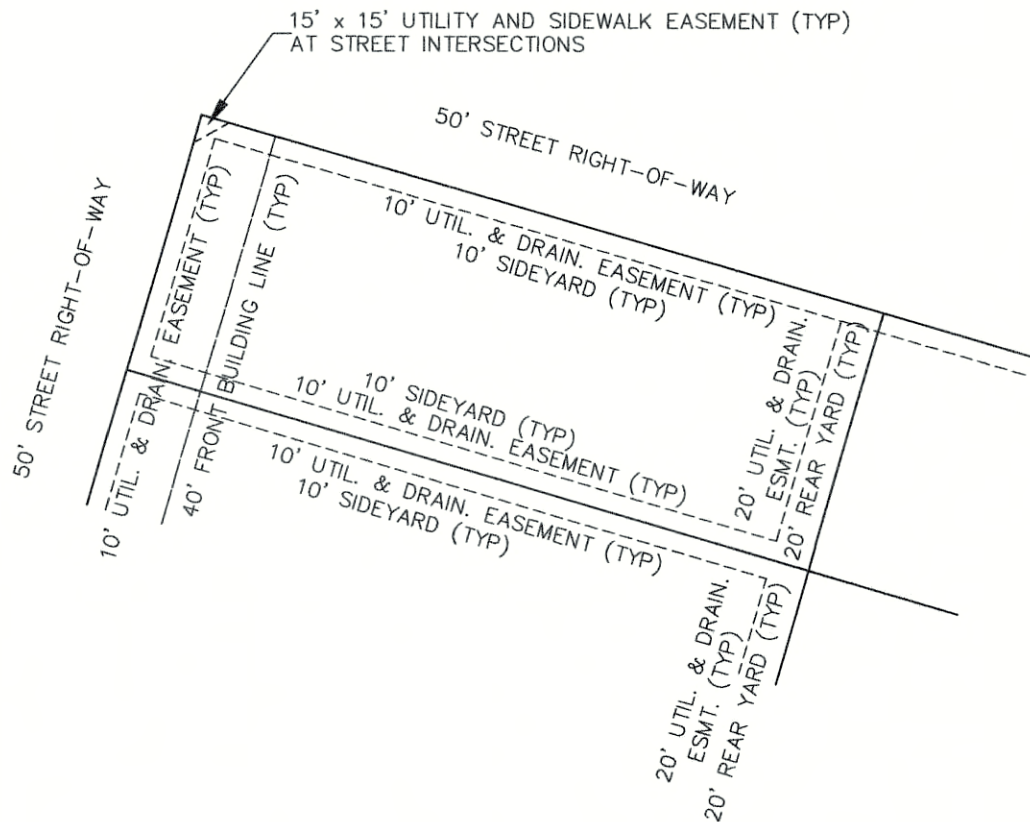 15' x 15' UTILITY AND SIDEWALK EASEMENT (TYP)
AT STREET INTERSECTIONS
50' STREET RIGHT-OF-WAY
50' STREET RIGHT-OF-WAY
10' UTIL. & DRAIN. EASEMENT (TYP)
40' FRONT BUILDING LINE (TYP)
10' UTIL. & DRAIN. EASEMENT (TYP)
10' SIDEYARD (TYP)
10' SIDEYARD (TYP)
10' UTIL. & DRAIN. EASEMENT (TYP)
20' UTIL. & DRAIN.
ESMT. (TYP)
20' REAR YARD (TYP)
10' UTIL. & DRAIN. EASEMENT (TYP)
10' SIDEYARD (TYP)
20' UTIL. & DRAIN.
ESMT. (TYP)
20' REAR YARD (TYP)